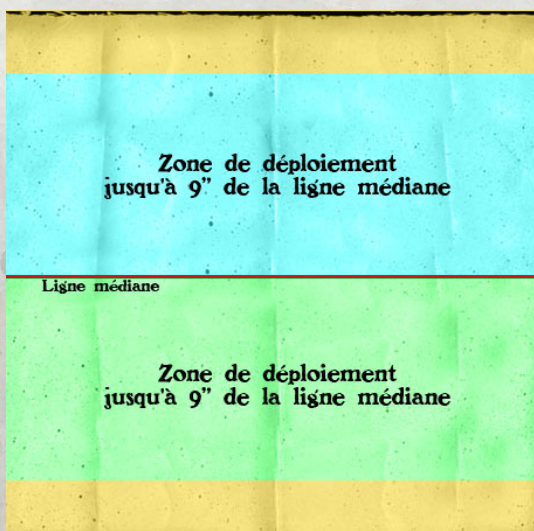 Zone de déploiement
jusqu'à 9" de la ligne médiane
Ligne médiane
Zone de déploiement
jusqu'à 9" de la ligne médiane